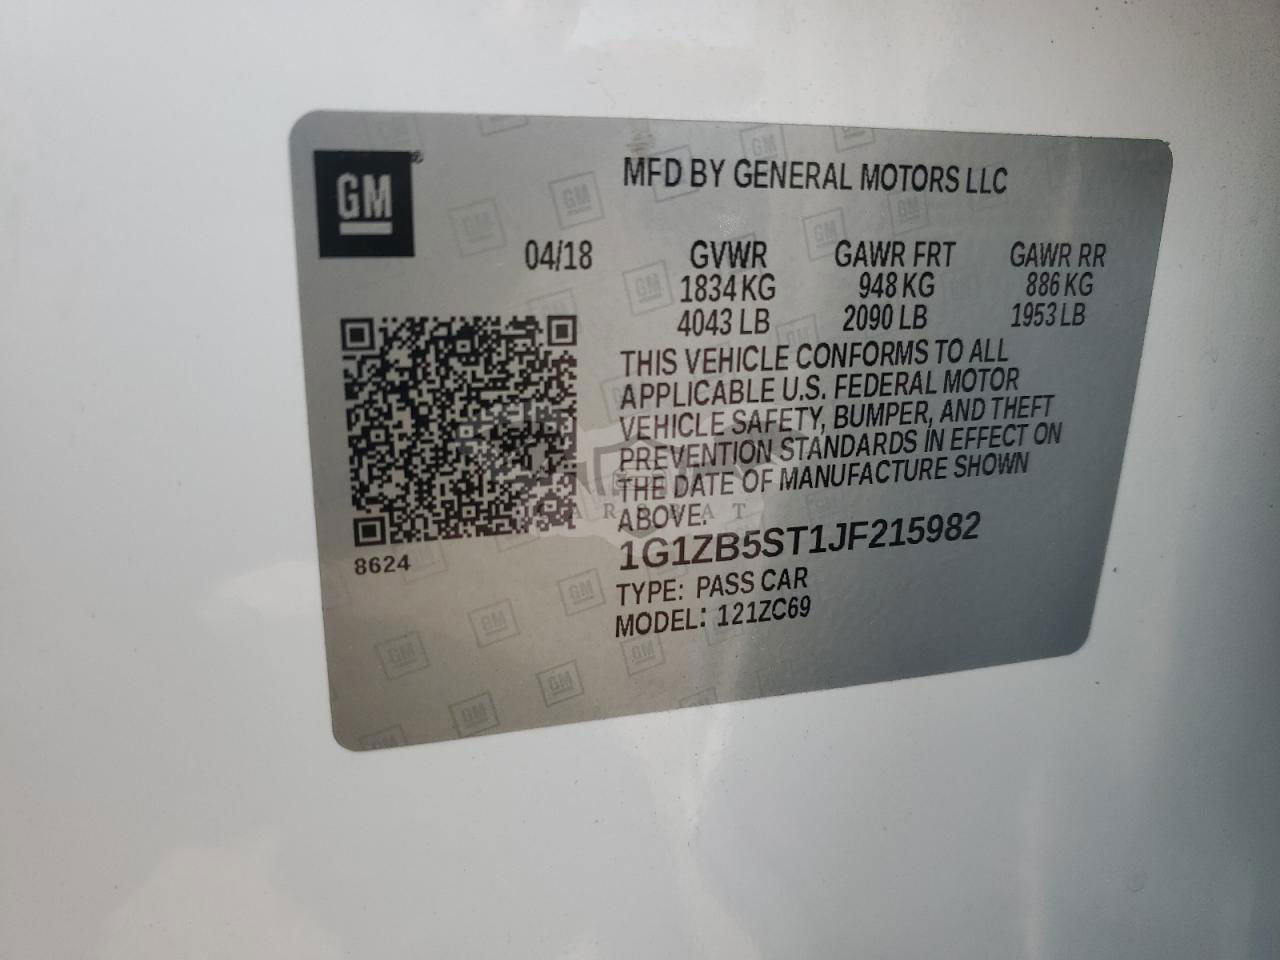 GM
MFD BY GENERAL MOTORS LLC
04/18 GVWR GAWR FRT GAWR RR
1834 KG 948 KG 886 KG
4043 LB 2090 LB 1953 LB
THIS VEHICLE CONFORMS TO ALL
APPLICABLE U.S. FEDERAL MOTOR
VEHICLE SAFETY, BUMPER, AND THEFT
PREVENTION STANDARDS IN EFFECT ON
THE DATE OF MANUFACTURE SHOWN
ABOVE.
1G1ZB5ST1JF215982
TYPE: PASS CAR
MODEL: 121ZC69
8624